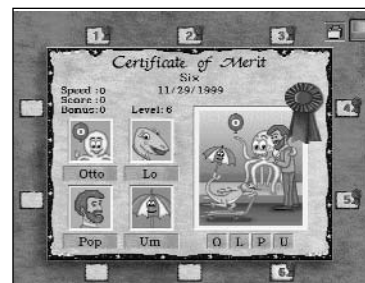 1 2 3
Certificate of Merit
Six
Speed :0 11/29/1999
Score :0
Bonus:0 Level: 6
4
Otto Lo
5
Pop Um
O L P U
6